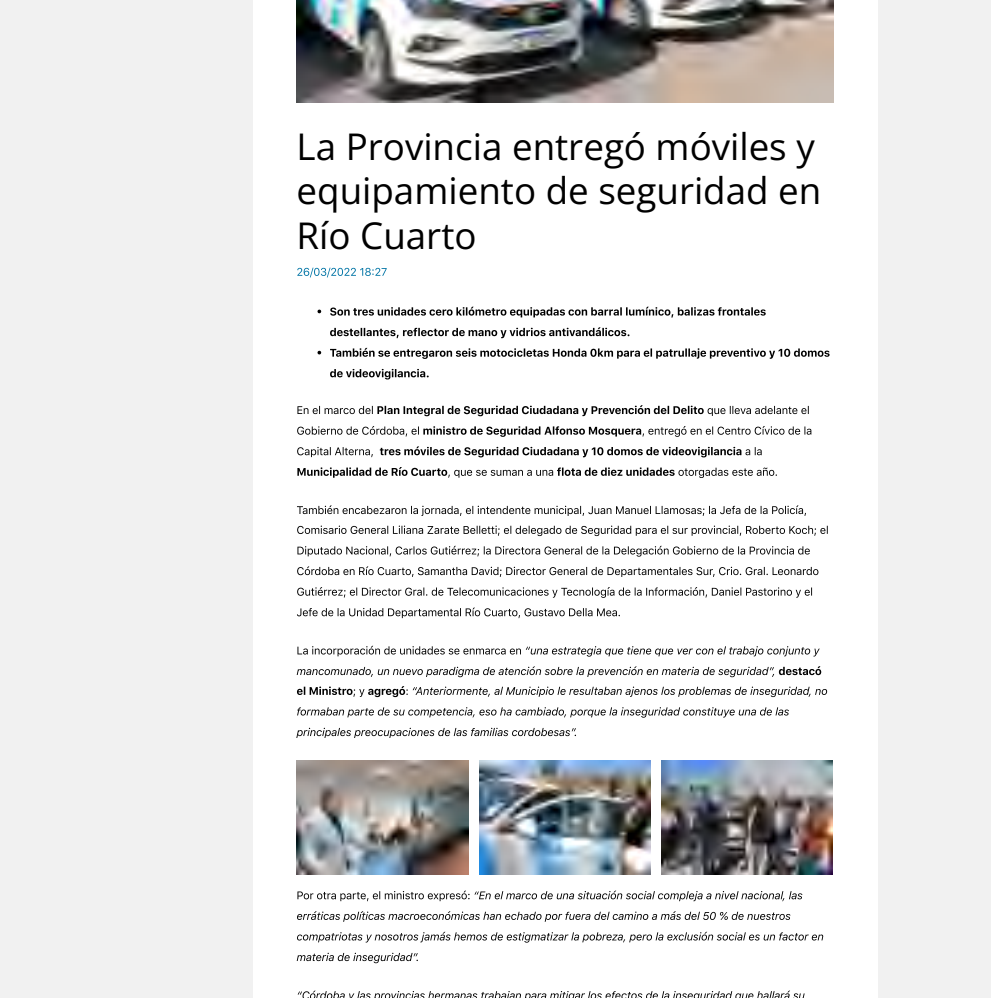 La Provincia entregó móviles y
equipamiento de seguridad en
Río Cuarto
26/03/2022 18:27
• Son tres unidades cero kilómetro equipadas con barral lumínico, balizas frontales
destellantes, reflector de mano y vidrios antivandálicos.
• También se entregaron seis motocicletas Honda 0km para el patrullaje preventivo y 10 domos
de videovigilancia.
En el marco del Plan Integral de Seguridad Ciudadana y Prevención del Delito que lleva adelante el
Gobierno de Córdoba, el ministro de Seguridad Alfonso Mosquera, entregó en el Centro Cívico de la
Capital Alterna, tres móviles de Seguridad Ciudadana y 10 domos de videovigilancia a la
Municipalidad de Río Cuarto, que se suman a una flota de diez unidades otorgadas este año.
También encabezaron la jornada, el intendente municipal, Juan Manuel Llamosas; la Jefa de la Policía,
Comisario General Liliana Zarate Belletti; el delegado de Seguridad para el sur provincial, Roberto Koch; el
Diputado Nacional, Carlos Gutiérrez; la Directora General de la Delegación Gobierno de la Provincia de
Córdoba en Río Cuarto, Samantha David; Director General de Departamentales Sur, Crio. Gral. Leonardo
Gutiérrez; el Director Gral. de Telecomunicaciones y Tecnología de la Información, Daniel Pastorino y el
Jefe de la Unidad Departamental Río Cuarto, Gustavo Della Mea.
La incorporación de unidades se enmarca en “una estrategia que tiene que ver con el trabajo conjunto y
mancomunado, un nuevo paradigma de atención sobre la prevención en materia de seguridad”, destacó
el Ministro; y agregó: “Anteriormente, al Municipio le resultaban ajenos los problemas de inseguridad, no
formaban parte de su competencia, eso ha cambiado, porque la inseguridad constituye una de las
principales preocupaciones de las familias cordobesas”.
Por otra parte, el ministro expresó: “En el marco de una situación social compleja a nivel nacional, las
erráticas políticas macroeconómicas han echado por fuera del camino a más del 50 % de nuestros
compatriotas y nosotros jamás hemos de estigmatizar la pobreza, pero la exclusión social es un factor en
materia de inseguridad”.
“Córdoba y las provincias hermanas trabajan para mitigar los efectos de la inseguridad que hallará su